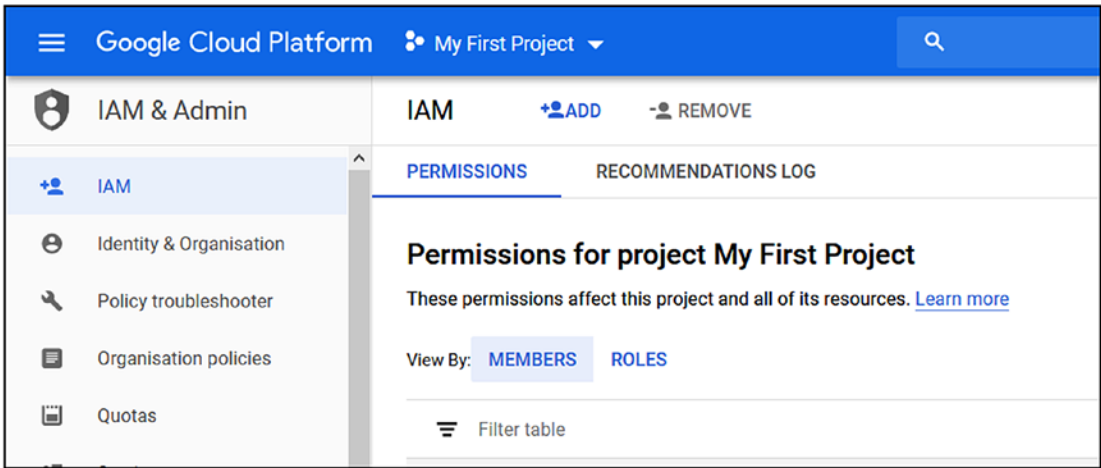 Google Cloud Platform My First Project
IAM & Admin
IAM ADD REMOVE
PERMISSIONS RECOMMENDATIONS LOG
IAM
Identity & Organisation
Policy troubleshooter
Organisation policies
Quotas
Permissions for project My First Project
These permissions affect this project and all of its resources. Learn more
View By: MEMBERS ROLES
Filter table